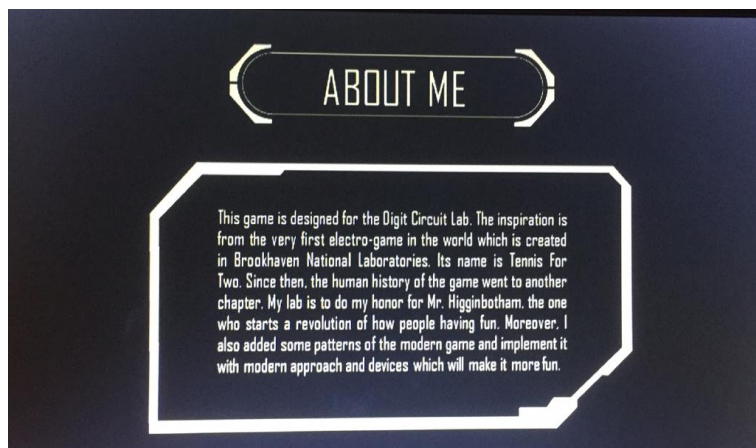 ABOUT ME
This game is designed for the Digit Circuit Lab. The inspiration is
from the very first electro-game in the world which is created
in Brookhaven National Laboratories. Its name is Tennis For
Two. Since then, the human history of the game went to another
chapter. My lab is to do my honor for Mr. Higginbotham, the one
who starts a revolution of how people having fun. Moreover, I
also added some patterns of the modern game and implement it
with modern approach and devices which will make it more fun.